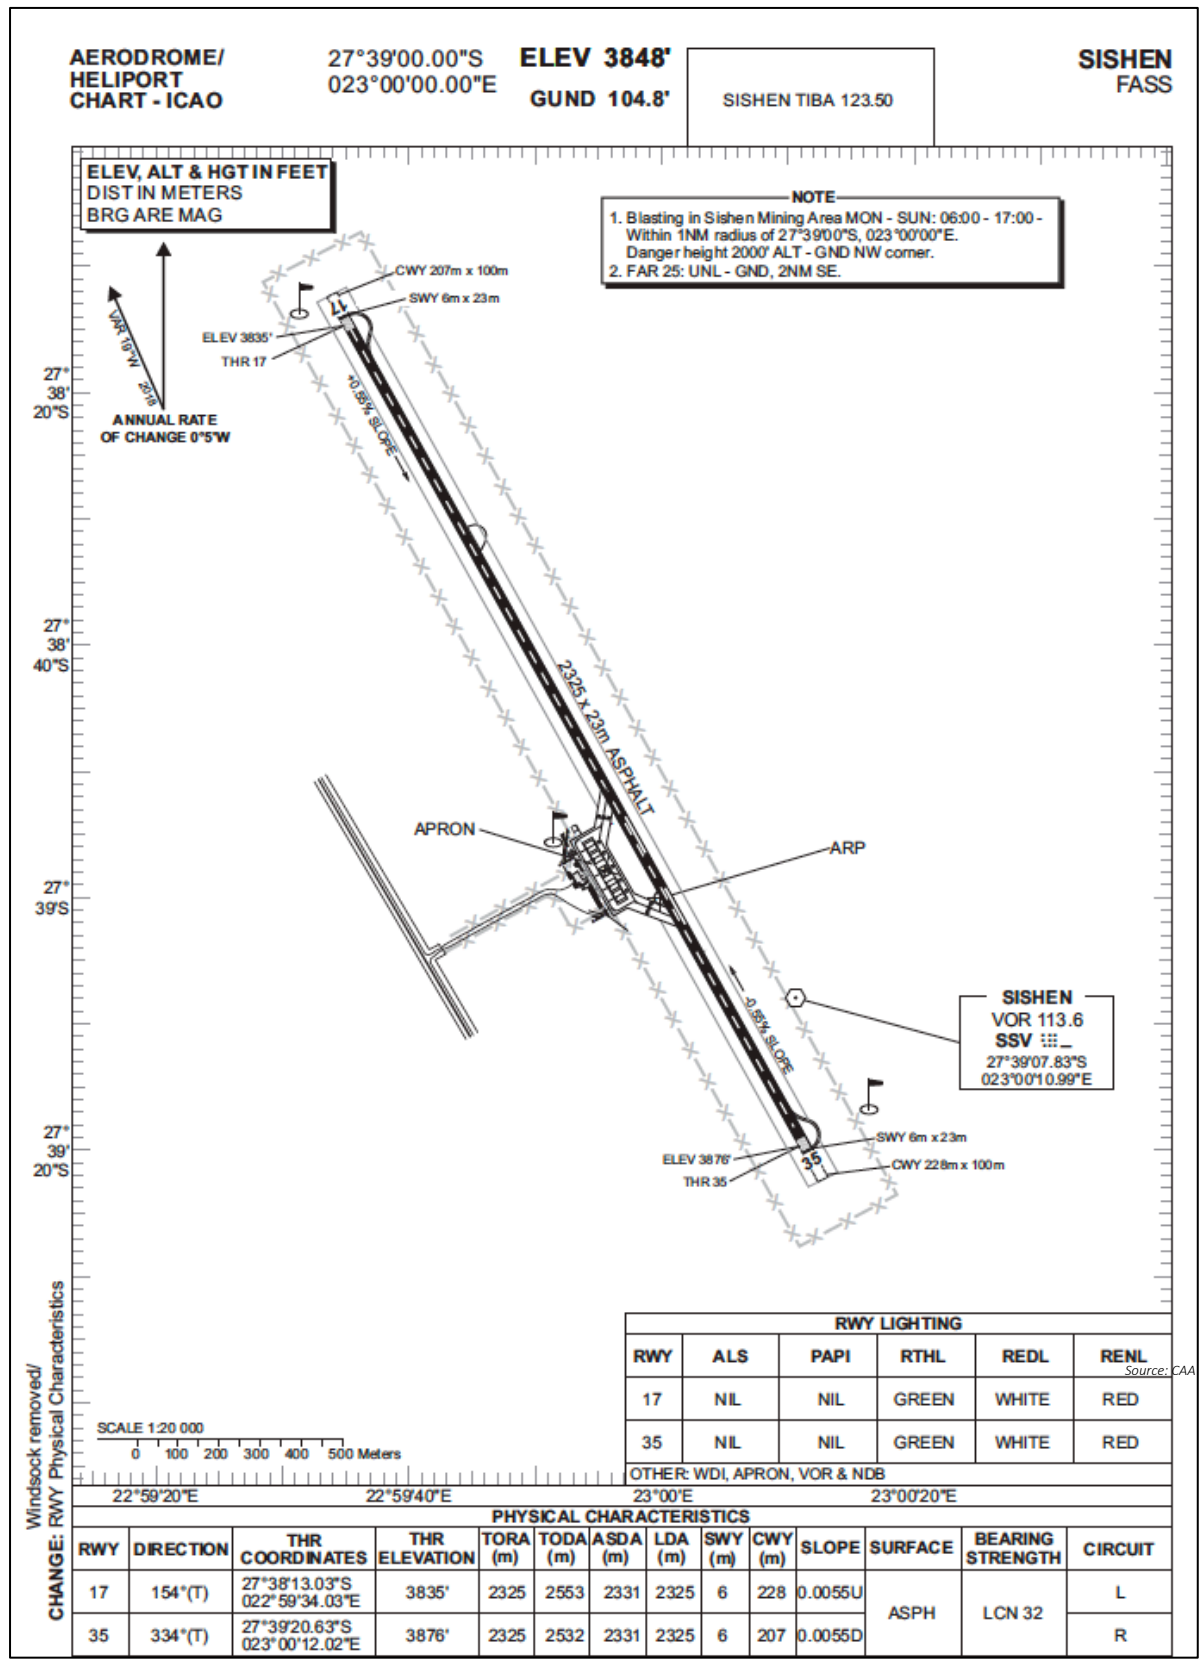 AERODROME/
HELIPORT
CHART - ICAO
27°39'00.00"S
023°00'00.00"E
ELEV 3848'
GUND 104.8'
SISHEN TIBA 123.50
SISHEN
FASS
ELEV, ALT & HGT IN FEET
DIST IN METERS
BRG ARE MAG
NOTE
1. Blasting in Sishen Mining Area MON - SUN: 06:00 - 17:00 -
Within 1NM radius of 27°39'00"S, 023°00'00"E.
Danger height 2000' ALT - GND NW corner.
2. FAR 25: UNL - GND, 2NM SE.
CWY 207m x 100m
SWY 6m x 23m
17
ELEV 3835'
THR 17
VAR 19°W
2018
ANNUAL RATE
OF CHANGE 0°5'W
27°
38'
20"S
+0.55% SLOPE
27°
38'
40"S
2325 x 23m ASPHALT
APRON
ARP
27°
39'S
-0.55% SLOPE
SISHEN
VOR 113.6
SSV
27°39'07.83"S
023°00'10.99"E
27°
39'
20"S
SWY 6m x 23m
ELEV 3876'
35
CWY 228m x 100m
THR 35
RWY LIGHTING
RWY ALS PAPI RTHL REDL RENL
Source: CAA
17 NIL NIL GREEN WHITE RED
35 NIL NIL GREEN WHITE RED
OTHER: WDI, APRON, VOR & NDB
SCALE 1:20 000
0 100 200 300 400 500 Meters
22°59'20"E 22°59'40"E 23°00'E 23°00'20"E
Windsock removed/
CHANGE: RWY Physical Characteristics
PHYSICAL CHARACTERISTICS
RWY DIRECTION THR COORDINATES THR ELEVATION TORA (m) TODA (m) ASDA (m) LDA (m) SWY (m) CWY (m) SLOPE SURFACE BEARING STRENGTH CIRCUIT
17 154°(T) 27°38'13.03"S 022°59'34.03"E 3835' 2325 2553 2331 2325 6 228 0.0055U ASPH LCN 32 L
35 334°(T) 27°39'20.63"S 023°00'12.02"E 3876' 2325 2532 2331 2325 6 207 0.0055D R